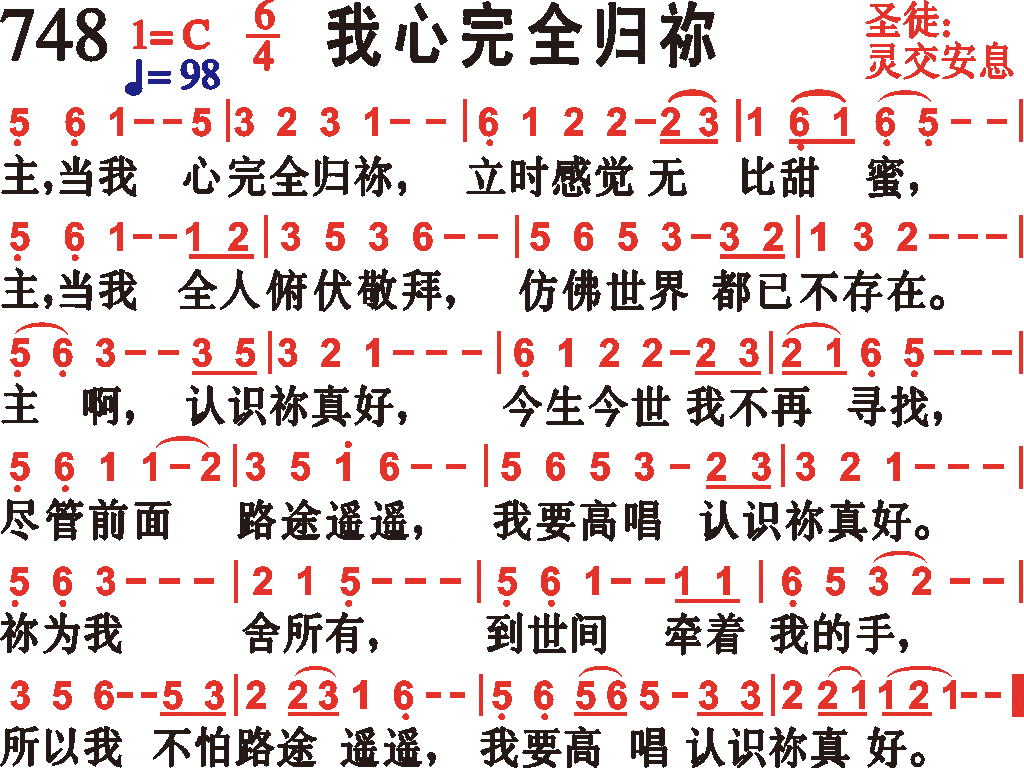 748 1=C 6/4 我心完全归祢 圣徒:
♩=98 灵交安息
5 6 1--5|3 2 3 1--|6 1 2 2-2 3|1 6 1 6 5--|
主,当我 心完全归祢, 立时感觉 无 比甜 蜜,
5 6 1--1 2|3 5 3 6--|5 6 5 3-3 2|1 3 2---|
主,当我 全人俯伏敬拜, 仿佛世界 都已不存在。
5 6 3--3 5|3 2 1---|6 1 2 2-2 3|2 1 6 5---|
主 啊, 认识祢真好, 今生今世 我不再 寻找,
5 6 1 1-2|3 5 1 6--|5 6 5 3-2 3|3 2 1---|
尽管前面 路途遥遥, 我要高唱 认识祢真好。
5 6 3---|2 1 5---|5 6 1--1 1|6 5 3 2--|
祢为我 舍所有, 到世间 牵着 我的手,
3 5 6--5 3|2 2 3 1 6--|5 6 5 6 5-3 3|2 2 1 1 2 1--
所以我 不怕路途 遥遥, 我要高 唱 认识祢真 好。